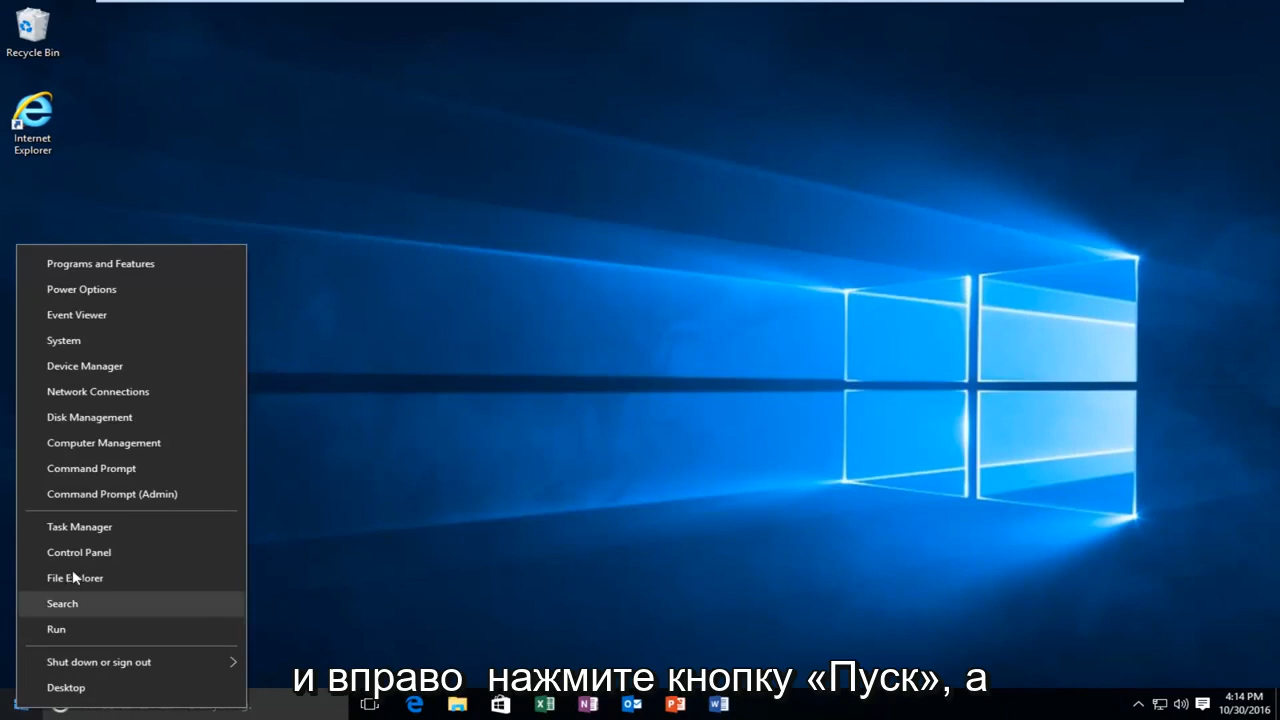 Recycle Bin
Internet
Explorer
Programs and Features
Power Options
Event Viewer
System
Device Manager
Network Connections
Disk Management
Computer Management
Command Prompt
Command Prompt (Admin)
Task Manager
Control Panel
File Explorer
Search
Run
Shut down or sign out
Desktop
и вправо нажмите кнопку «Пуск», а
4:14 PM
10/30/2016